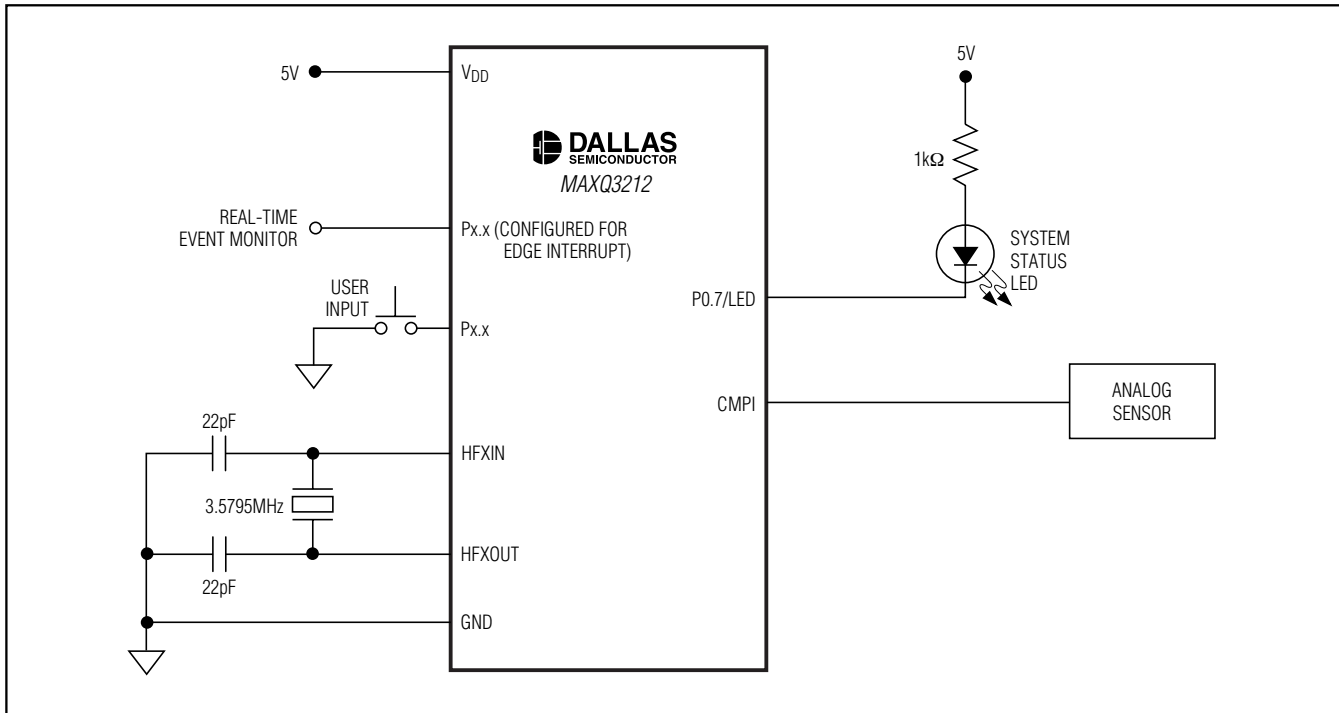 5V
V_DD
DALLAS
SEMICONDUCTOR
MAXQ3212
REAL-TIME
EVENT MONITOR
Px.x (CONFIGURED FOR
EDGE INTERRUPT)
USER
INPUT
Px.x
22pF
HFXIN
3.5795MHz
HFXOUT
22pF
GND
5V
1kΩ
SYSTEM
STATUS
LED
P0.7/LED
CMPI
ANALOG
SENSOR